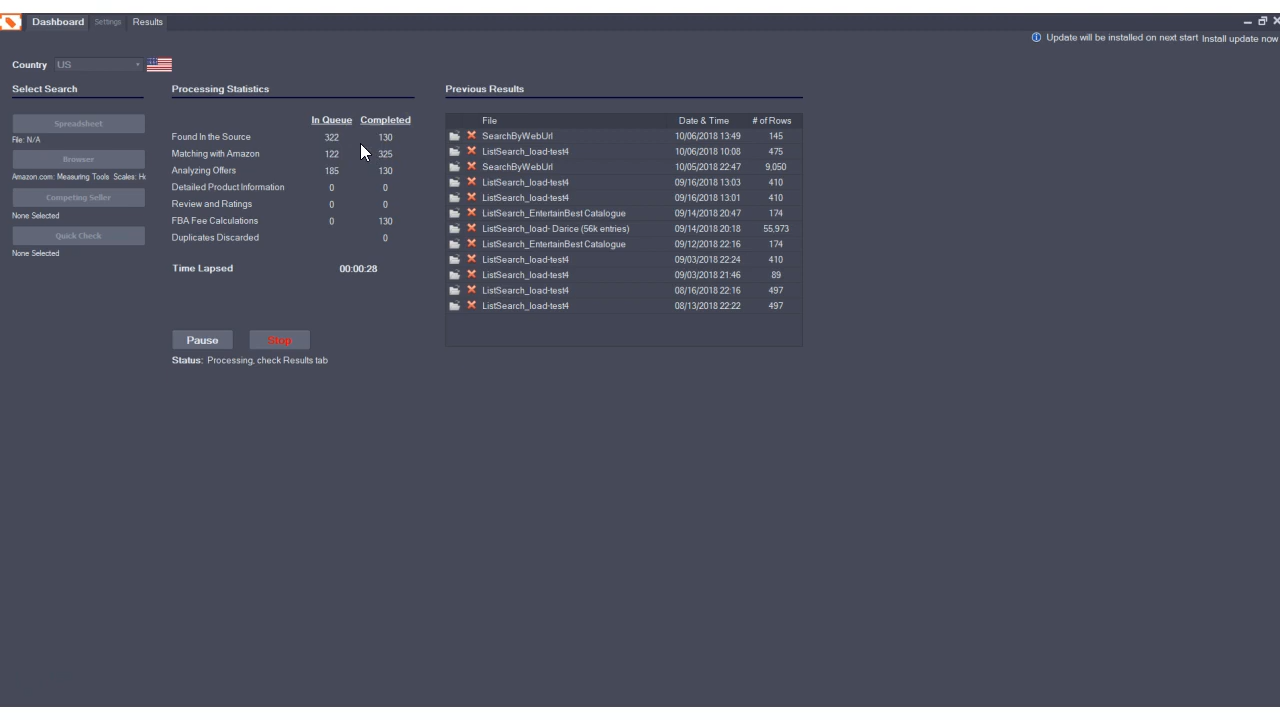 Dashboard Settings Results
Update will be installed on next start Install update now
Country US
Select Search
Spreadsheet
File: N/A
Browser
Amazon.com: Measuring Tools Scales: H
Competing Seller
None Selected
Quick Check
None Selected
Processing Statistics
In Queue Completed
Found In the Source 322 130
Matching with Amazon 122 325
Analyzing Offers 185 130
Detailed Product Information 0 0
Review and Ratings 0 0
FBA Fee Calculations 0 130
Duplicates Discarded 0
Time Lapsed 00:00:28
Pause Stop
Status: Processing, check Results tab
Previous Results
File Date & Time # of Rows
SearchByWebUrl 10/06/2018 13:49 145
ListSearch_load-test4 10/06/2018 10:08 475
SearchByWebUrl 10/05/2018 22:47 9,050
ListSearch_load-test4 09/16/2018 13:03 410
ListSearch_load-test4 09/16/2018 13:01 410
ListSearch_EntertainBest Catalogue 09/14/2018 20:47 174
ListSearch_load- Darice (56k entries) 09/14/2018 20:18 55,973
ListSearch_EntertainBest Catalogue 09/12/2018 22:16 174
ListSearch_load-test4 09/03/2018 22:24 410
ListSearch_load-test4 09/03/2018 21:46 89
ListSearch_load-test4 08/16/2018 22:16 497
ListSearch_load-test4 08/13/2018 22:22 497